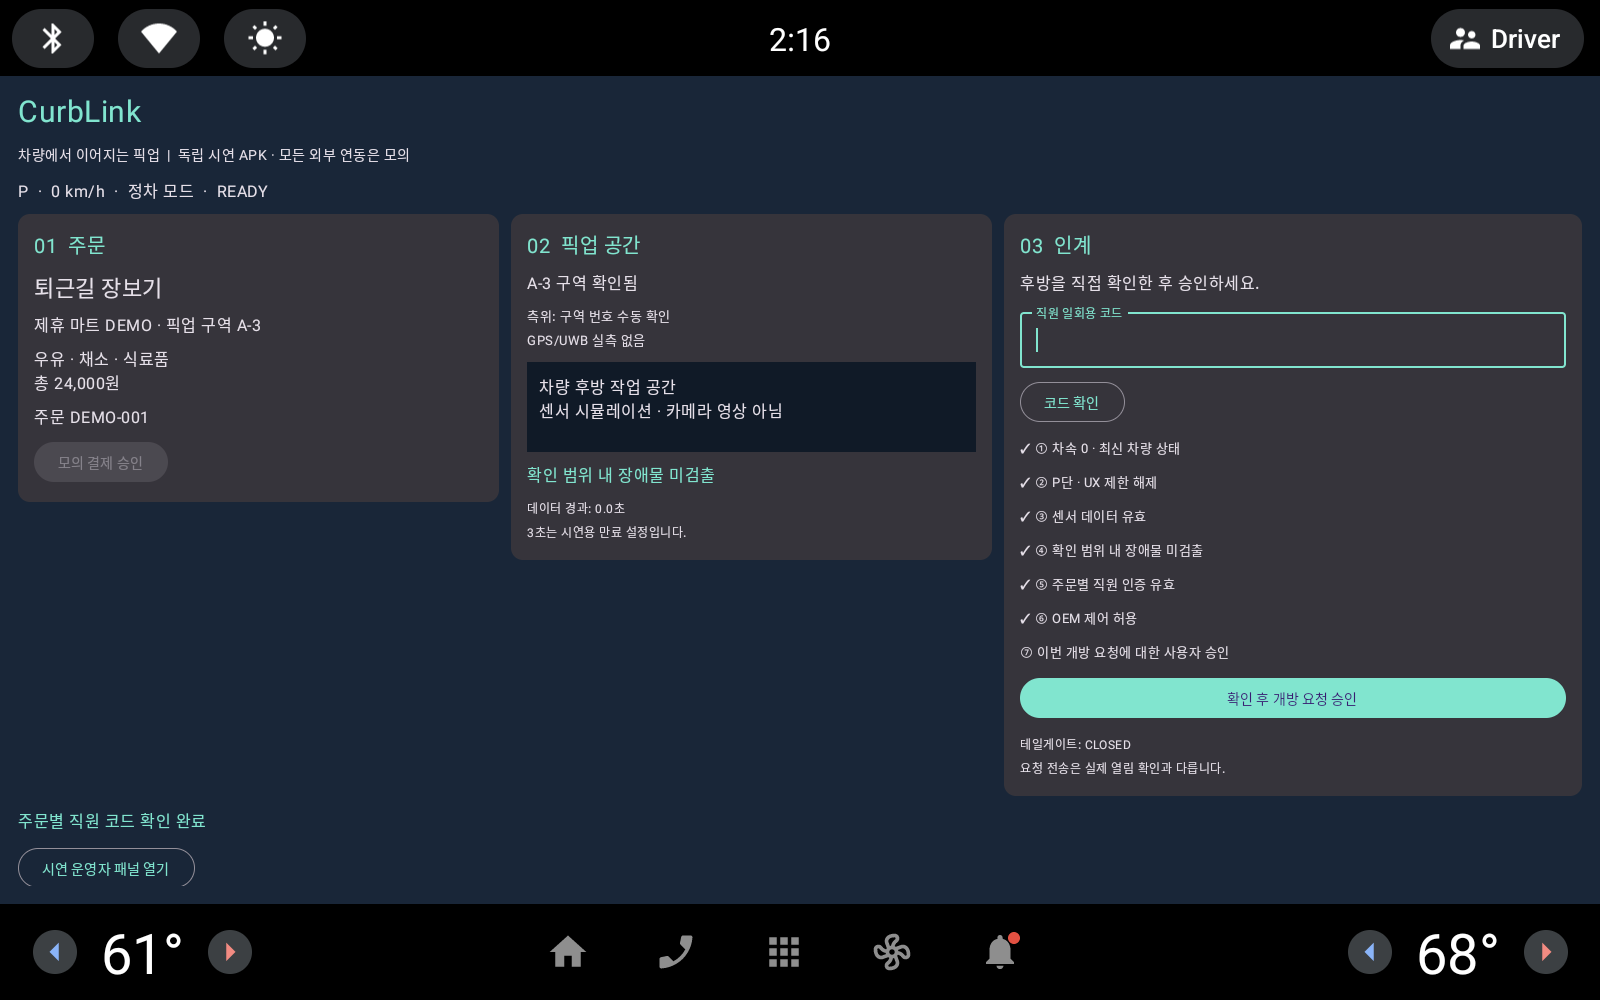 2:16
Driver
CurbLink
차량에서 이어지는 픽업 | 독립 시연 APK · 모든 외부 연동은 모의
P · 0 km/h · 정차 모드 · READY
01 주문
퇴근길 장보기
제휴 마트 DEMO · 픽업 구역 A-3
우유 · 채소 · 식료품
총 24,000원
주문 DEMO-001
모의 결제 승인
02 픽업 공간
A-3 구역 확인됨
측위: 구역 번호 수동 확인
GPS/UWB 실측 없음
차량 후방 작업 공간
센서 시뮬레이션 · 카메라 영상 아님
확인 범위 내 장애물 미검출
데이터 경과: 0.0초
3초는 시연용 만료 설정입니다.
03 인계
후방을 직접 확인한 후 승인하세요.
직원 일회용 코드
코드 확인
✓ ① 차속 0 · 최신 차량 상태
✓ ② P단 · UX 제한 해제
✓ ③ 센서 데이터 유효
✓ ④ 확인 범위 내 장애물 미검출
✓ ⑤ 주문별 직원 인증 유효
✓ ⑥ OEM 제어 허용
⑦ 이번 개방 요청에 대한 사용자 승인
확인 후 개방 요청 승인
테일게이트: CLOSED
요청 전송은 실제 열림 확인과 다릅니다.
주문별 직원 코드 확인 완료
시연 운영자 패널 열기
61°
68°